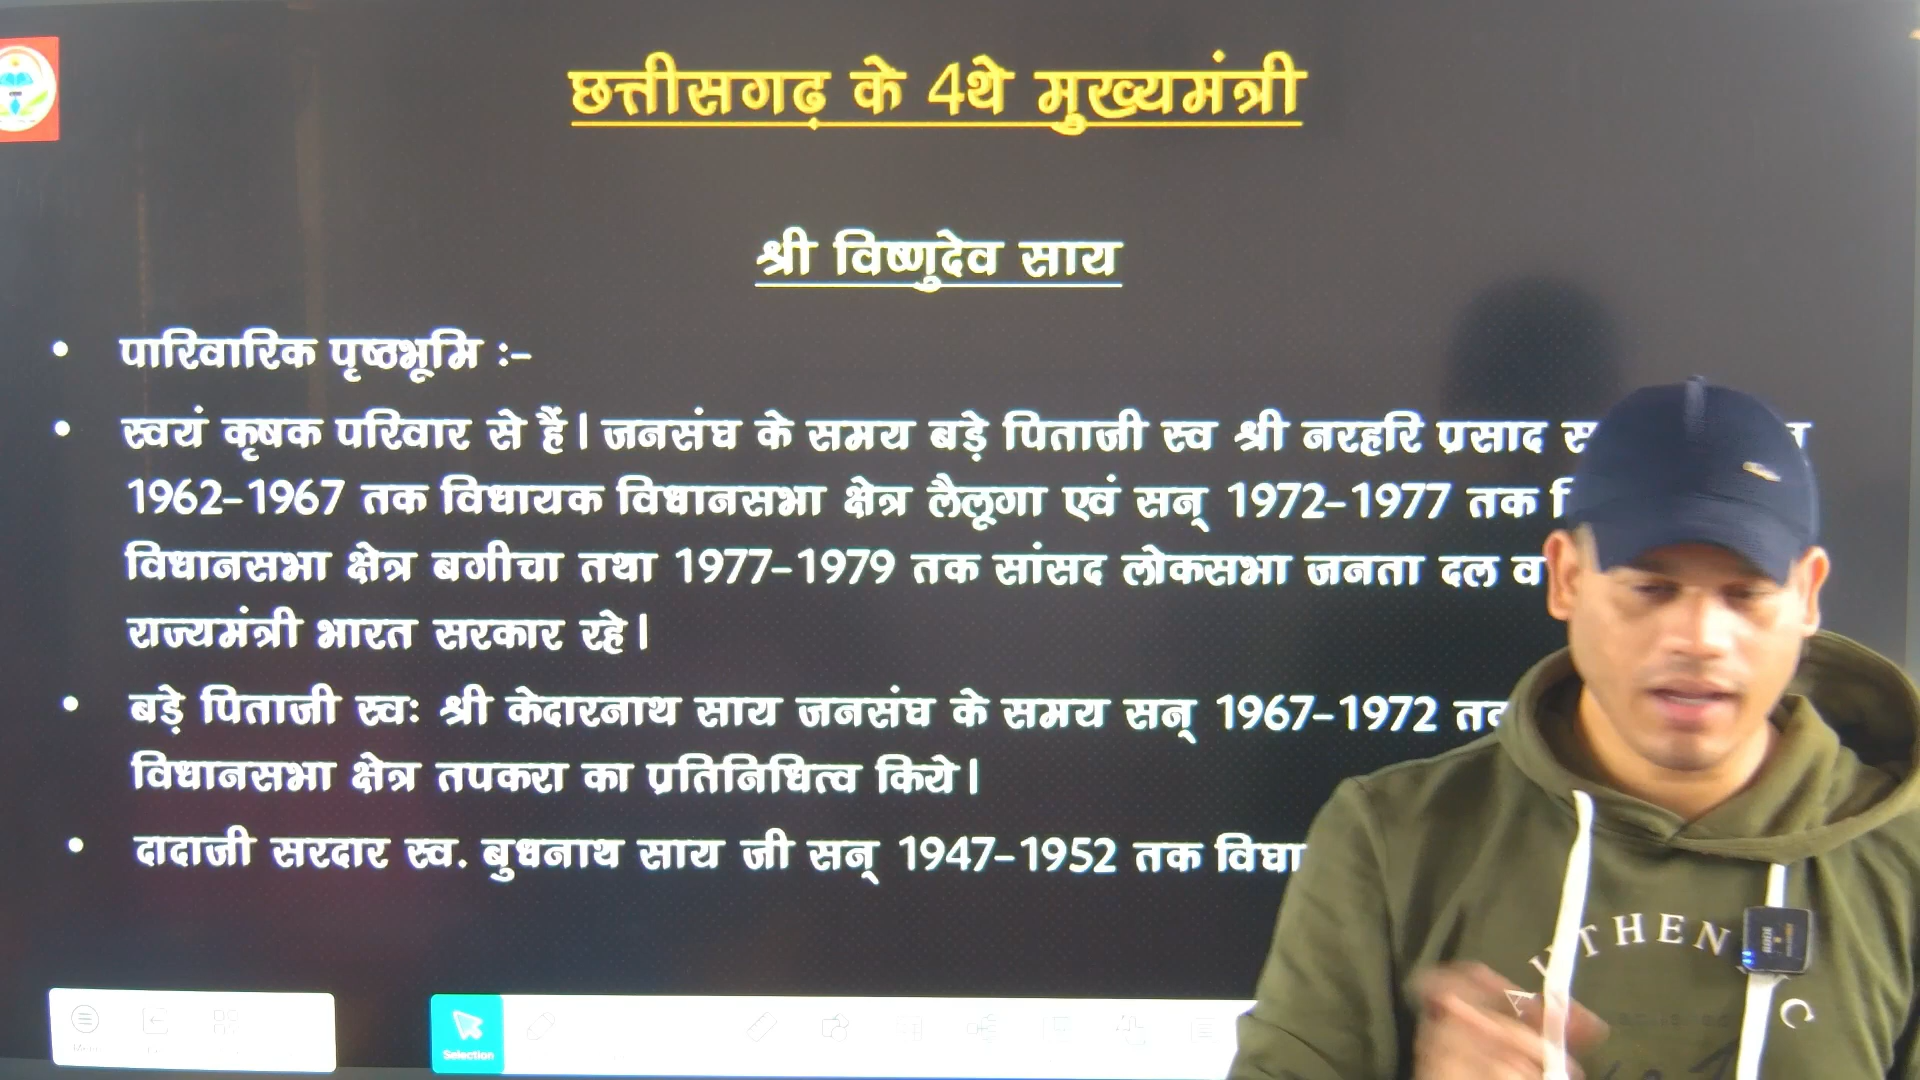 छत्तीसगढ़ के 4थे मुख्यमंत्री
श्री विष्णुदेव साय
• पारिवारिक पृष्ठभूमि :–
• स्वयं कृषक परिवार से हैं। जनसंघ के समय बड़े पिताजी स्व श्री नरहरि प्रसाद
1962–1967 तक विधायक विधानसभा क्षेत्र लैलूगा एवं सन् 1972–1977 तक
विधानसभा क्षेत्र बगीचा तथा 1977–1979 तक सांसद लोकसभा जनता दल
राज्यमंत्री भारत सरकार रहे।
• बड़े पिताजी स्वः श्री केदारनाथ साय जनसंघ के समय सन् 1967–1972 तक
विधानसभा क्षेत्र तपकरा का प्रतिनिधित्व किये।
• दादाजी सरदार स्व. बुधनाथ साय जी सन् 1947–1952 तक
Selection